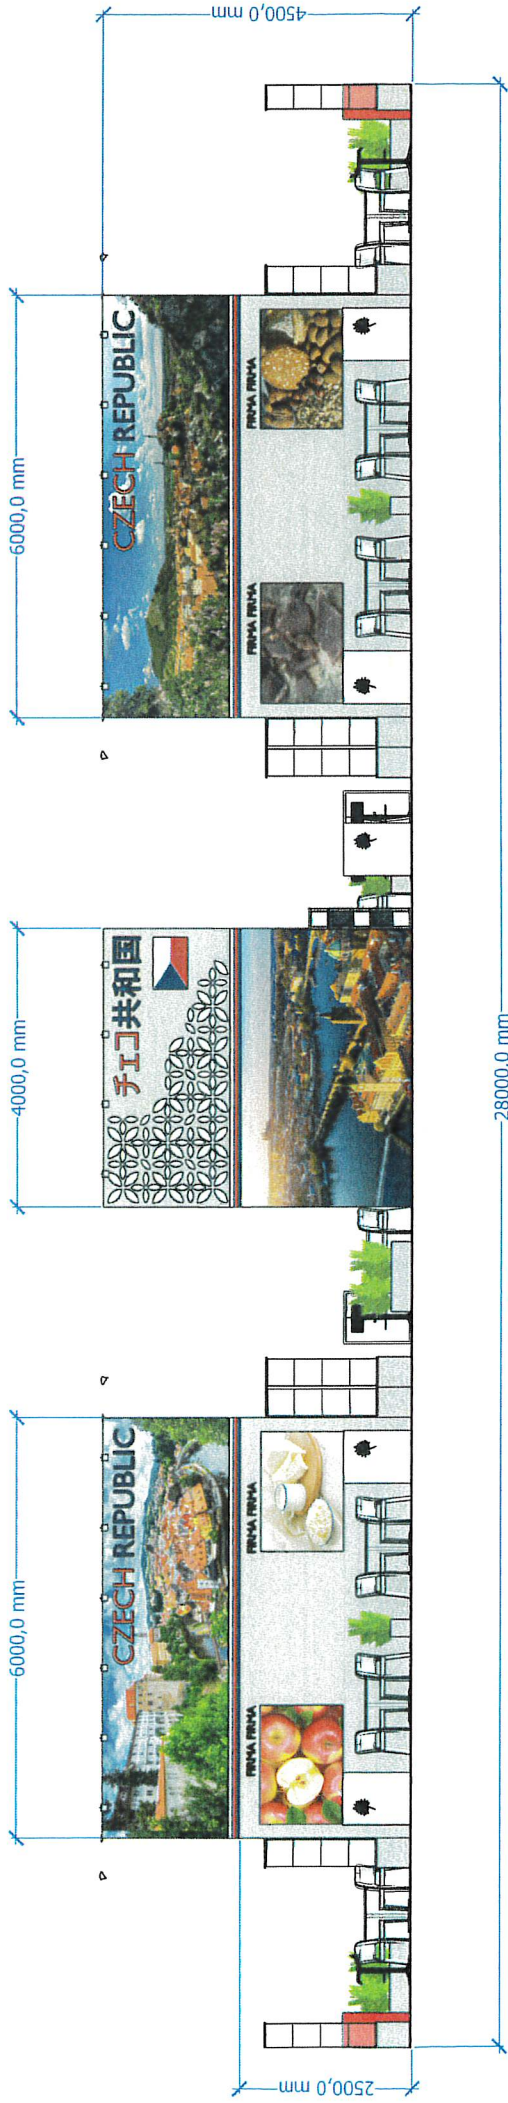 6000,0 mm
4000,0 mm
6000,0 mm
4500,0 mm
CZECH REPUBLIC
チェコ共和国
CZECH REPUBLIC
FIRMA FIRMA
FIRMA FIRMA
FIRMA FIRMA
FIRMA FIRMA
2500,0 mm
28000,0 mm